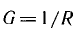 G = 1/R